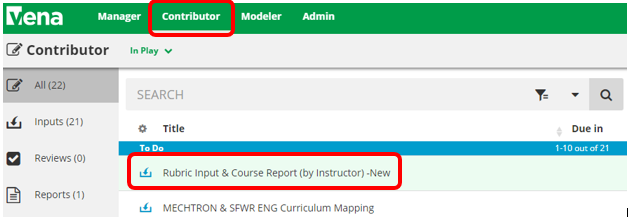 Vena Manager Contributor Modeler Admin
Contributor In Play
All (22)
SEARCH
Inputs (21)
Title Due in
To Do 1-10 out of 21
Reviews (0)
Rubric Input & Course Report (by Instructor) -New
Reports (1)
MECHTRON & SFWR ENG Curriculum Mapping